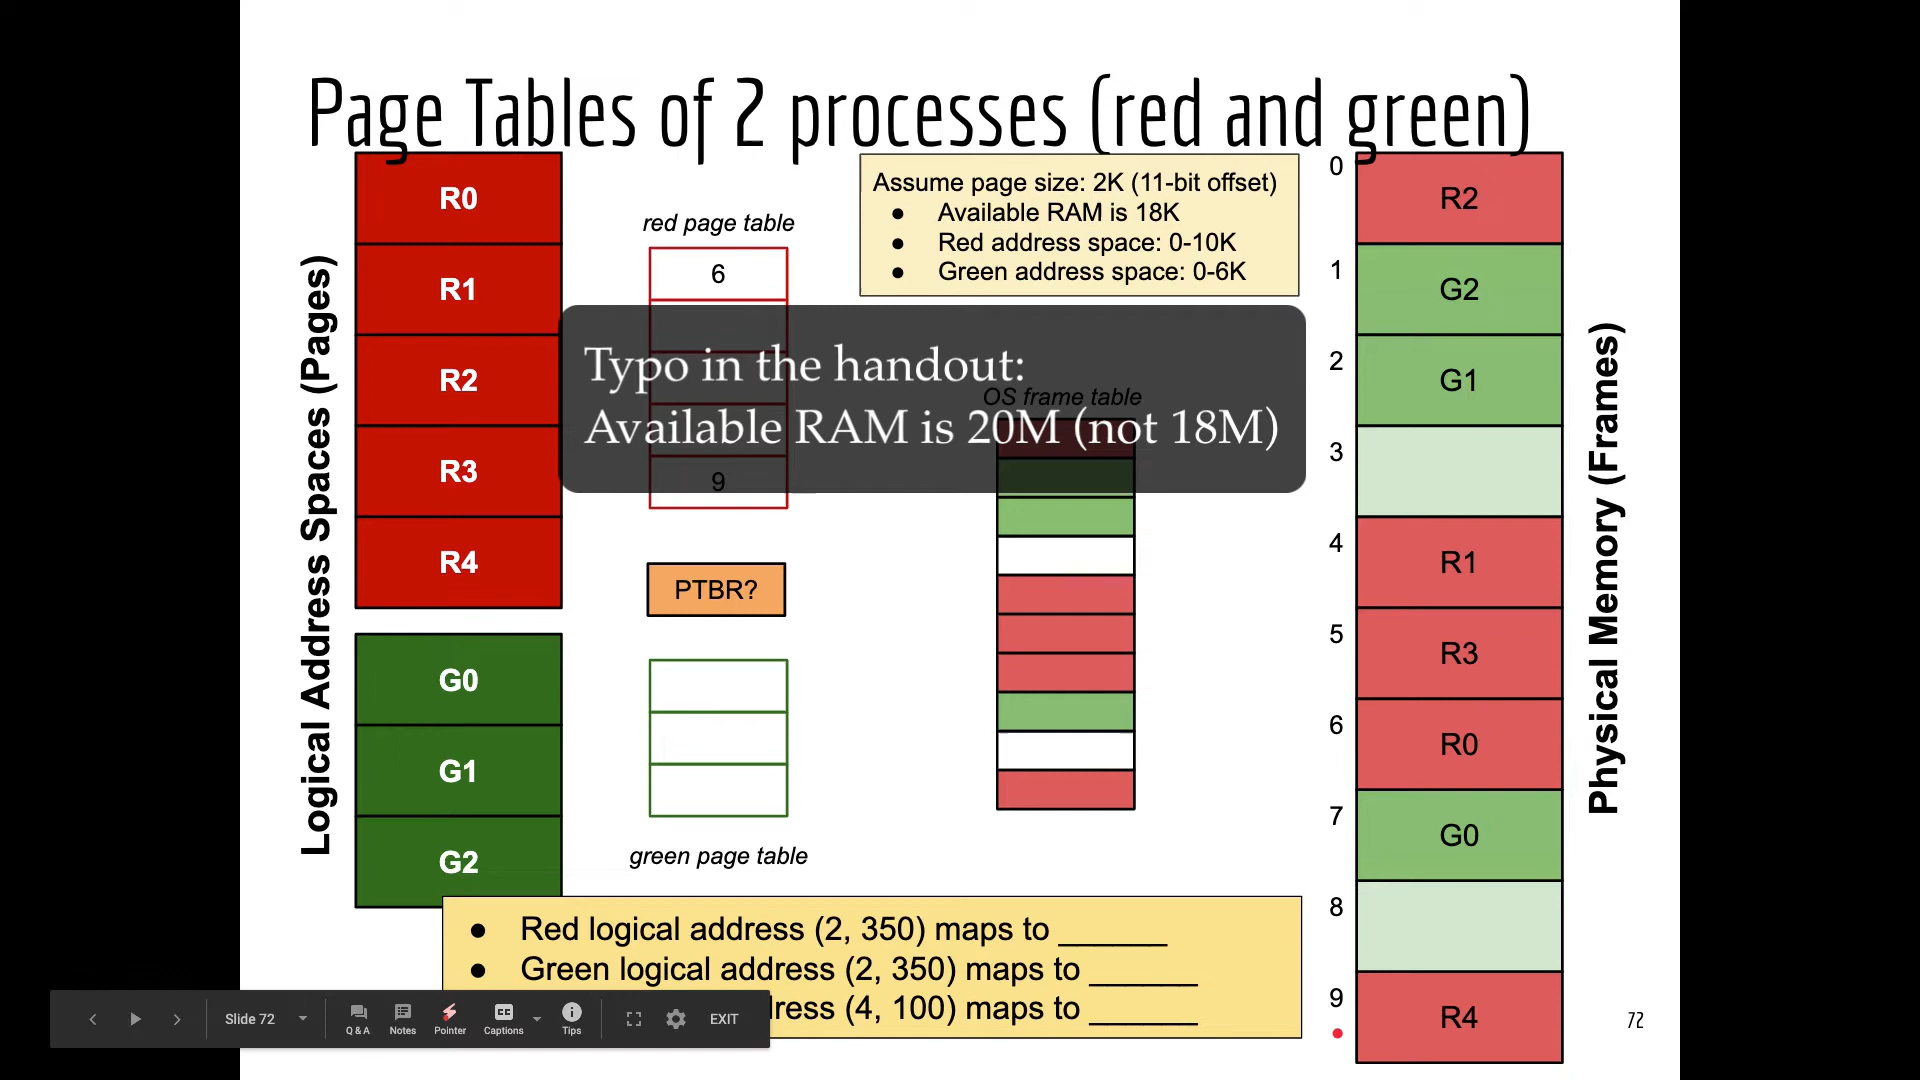 Page Tables of 2 processes (red and green)
Logical Address Spaces (Pages)
R0
R1
R2
R3
R4
G0
G1
G2
red page table
6
9
PTBR?
green page table
Assume page size: 2K (11-bit offset)
● Available RAM is 18K
● Red address space: 0-10K
● Green address space: 0-6K
Typo in the handout:
Available RAM is 20M (not 18M)
OS frame table
0 R2
1 G2
2 G1
3
4 R1
5 R3
6 R0
7 G0
8
9 R4
Physical Memory (Frames)
● Red logical address (2, 350) maps to ______
● Green logical address (2, 350) maps to ______
dress (4, 100) maps to ______
Slide 72
Q & A
Notes
Pointer
CC
Captions
Tips
EXIT
72